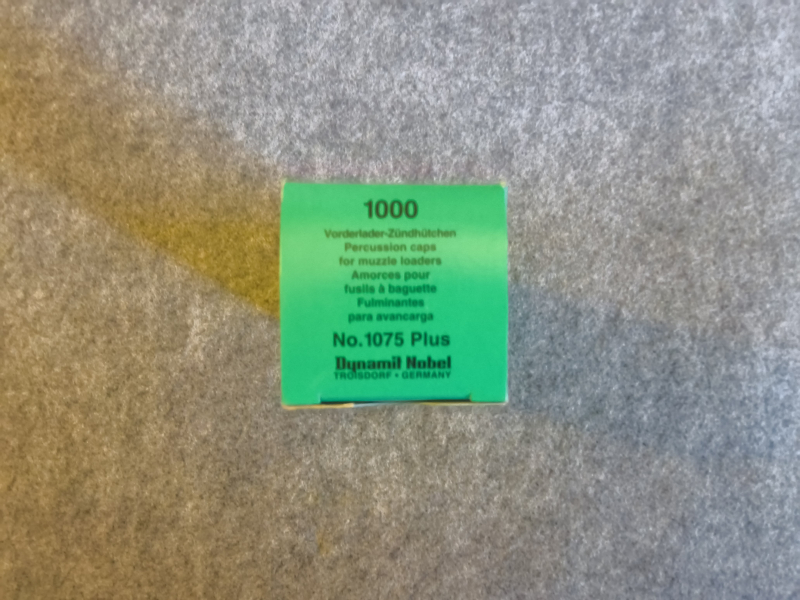 1000
Vorderlader-Zündhütchen
Percussion caps
for muzzle loaders
Amorces pour
fusils à baguette
Fulminantes
para avancarga
No.1075 Plus
Dynamit Nobel
TROISDORF • GERMANY